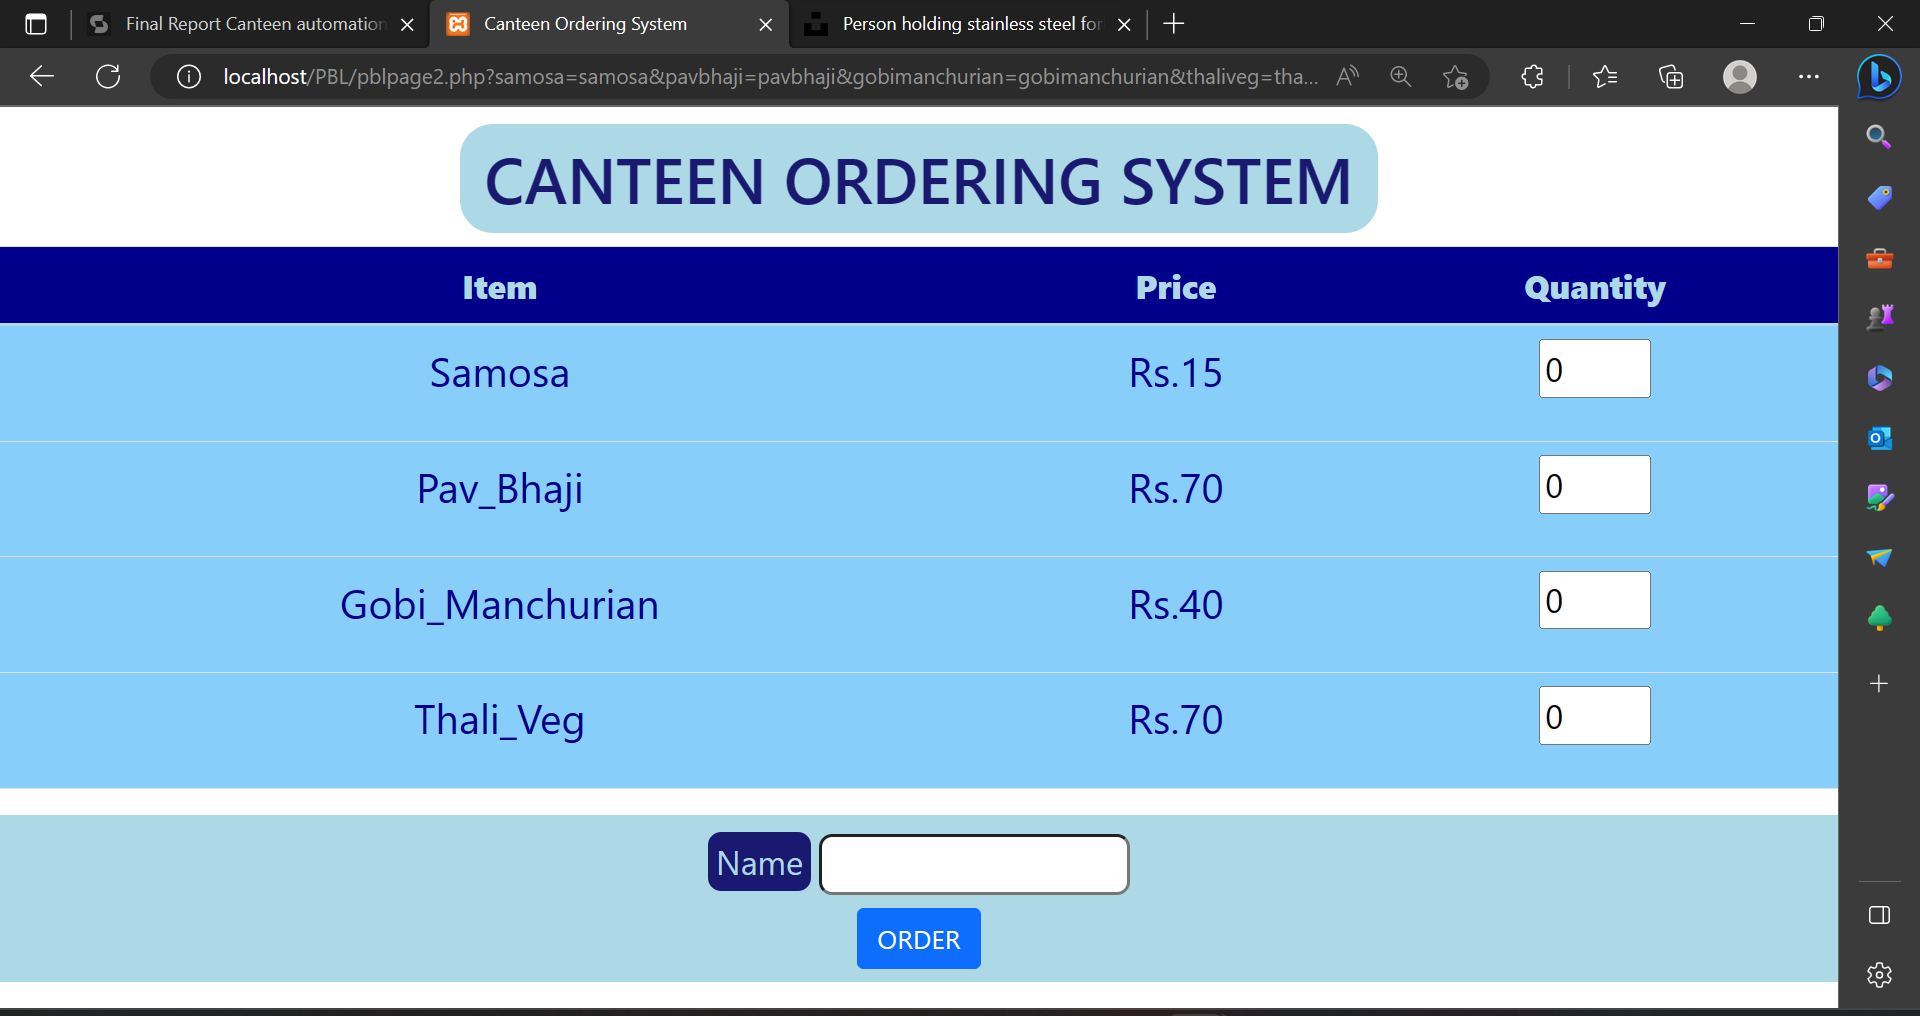 Final Report Canteen automation
Canteen Ordering System
Person holding stainless steel for
localhost/PBL/pblpage2.php?samosa=samosa&pavbhaji=pavbhaji&gobimanchurian=gobimanchurian&thaliveg=tha...
CANTEEN ORDERING SYSTEM
Item Price Quantity
Samosa Rs.15 0
Pav_Bhaji Rs.70 0
Gobi_Manchurian Rs.40 0
Thali_Veg Rs.70 0
Name
ORDER